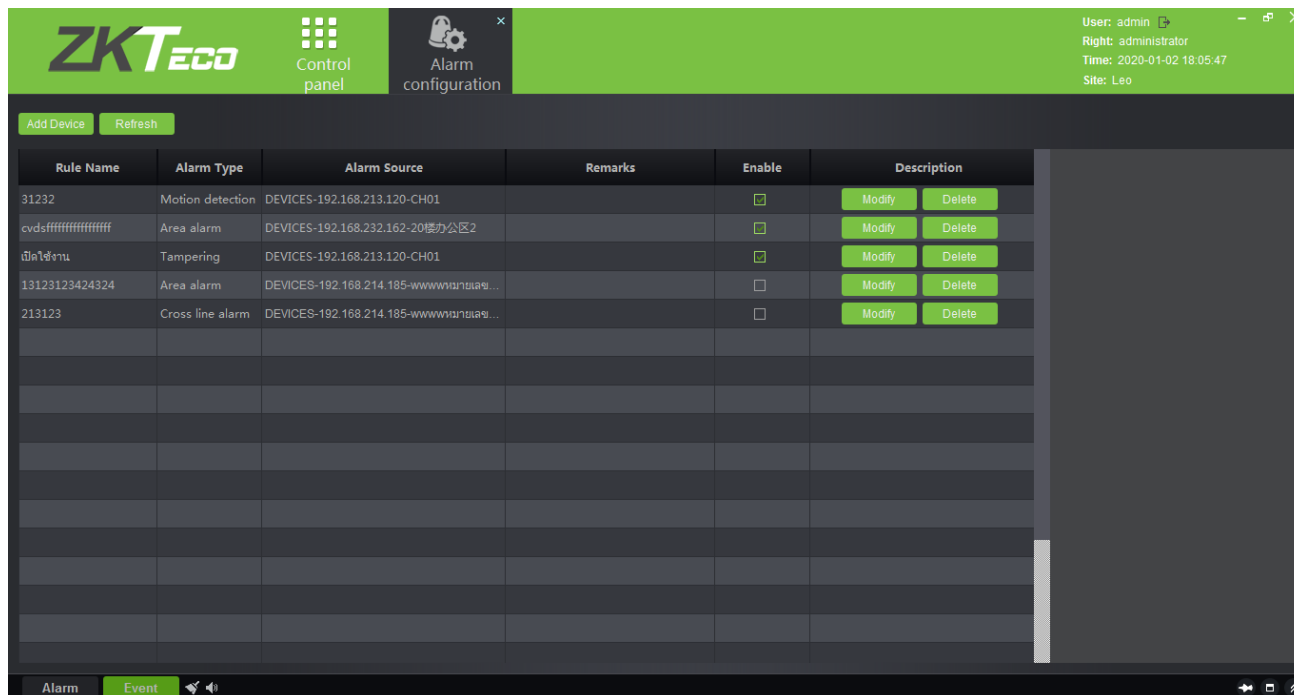 ZKTECO
Control
panel
Alarm
configuration
User: admin
Right: administrator
Time: 2020-01-02 18:05:47
Site: Leo
Add Device Refresh
Rule Name Alarm Type Alarm Source Remarks Enable Description
31232 Motion detection DEVICES-192.168.213.120-CH01 Modify Delete
cvdsfffffffffffffffff Area alarm DEVICES-192.168.232.162-20楼办公区2 Modify Delete
เปิดใช้งาน Tampering DEVICES-192.168.213.120-CH01 Modify Delete
13123123424324 Area alarm DEVICES-192.168.214.185-wwwwหมายเลข... Modify Delete
213123 Cross line alarm DEVICES-192.168.214.185-wwwwหมายเลข... Modify Delete
Alarm Event